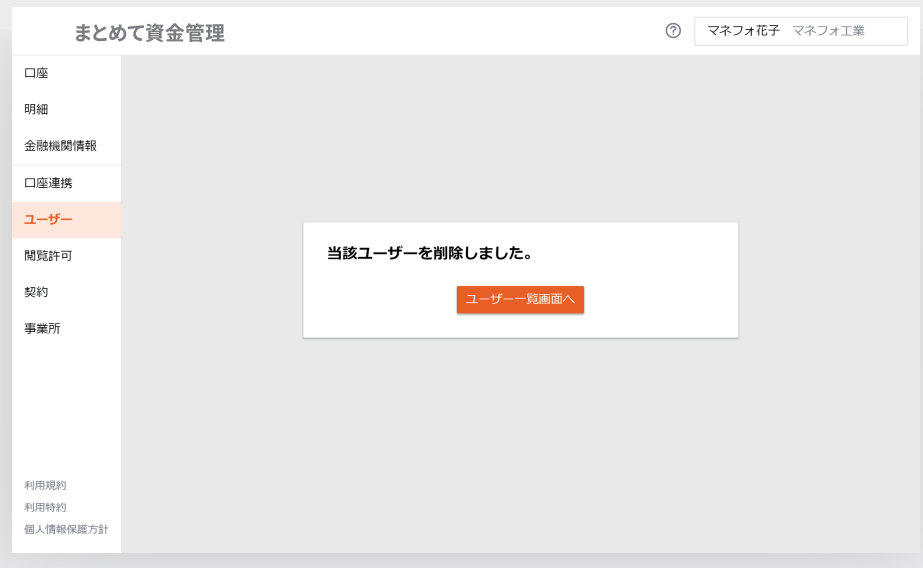 まとめて資金管理
マネフォ花子 マネフォ工業
口座
明細
金融機関情報
口座連携
ユーザー
閲覧許可
契約
事業所
当該ユーザーを削除しました。
ユーザー一覧画面へ
利用規約
利用特約
個人情報保護方針